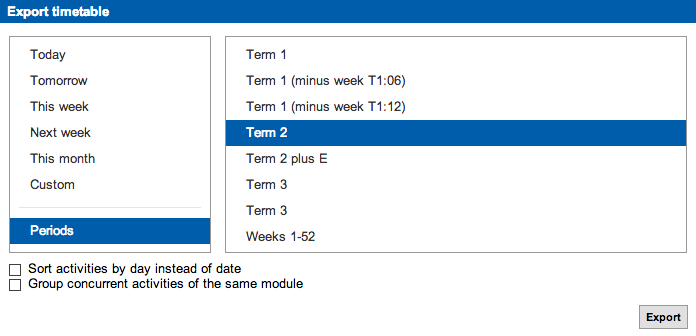 Export timetable
Today
Tomorrow
This week
Next week
This month
Custom
Periods
Term 1
Term 1 (minus week T1:06)
Term 1 (minus week T1:12)
Term 2
Term 2 plus E
Term 3
Term 3
Weeks 1-52
Sort activities by day instead of date
Group concurrent activities of the same module
Export